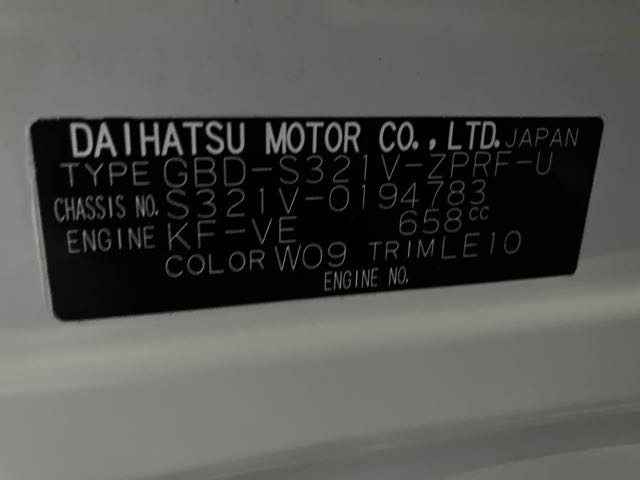 DAIHATSU MOTOR CO., LTD. JAPAN
TYPE GBD-S321V-ZPRF-U
CHASSIS NO. S321V-0194783
ENGINE KF-VE 658cc
COLOR W09 TRIM LE10
ENGINE NO.